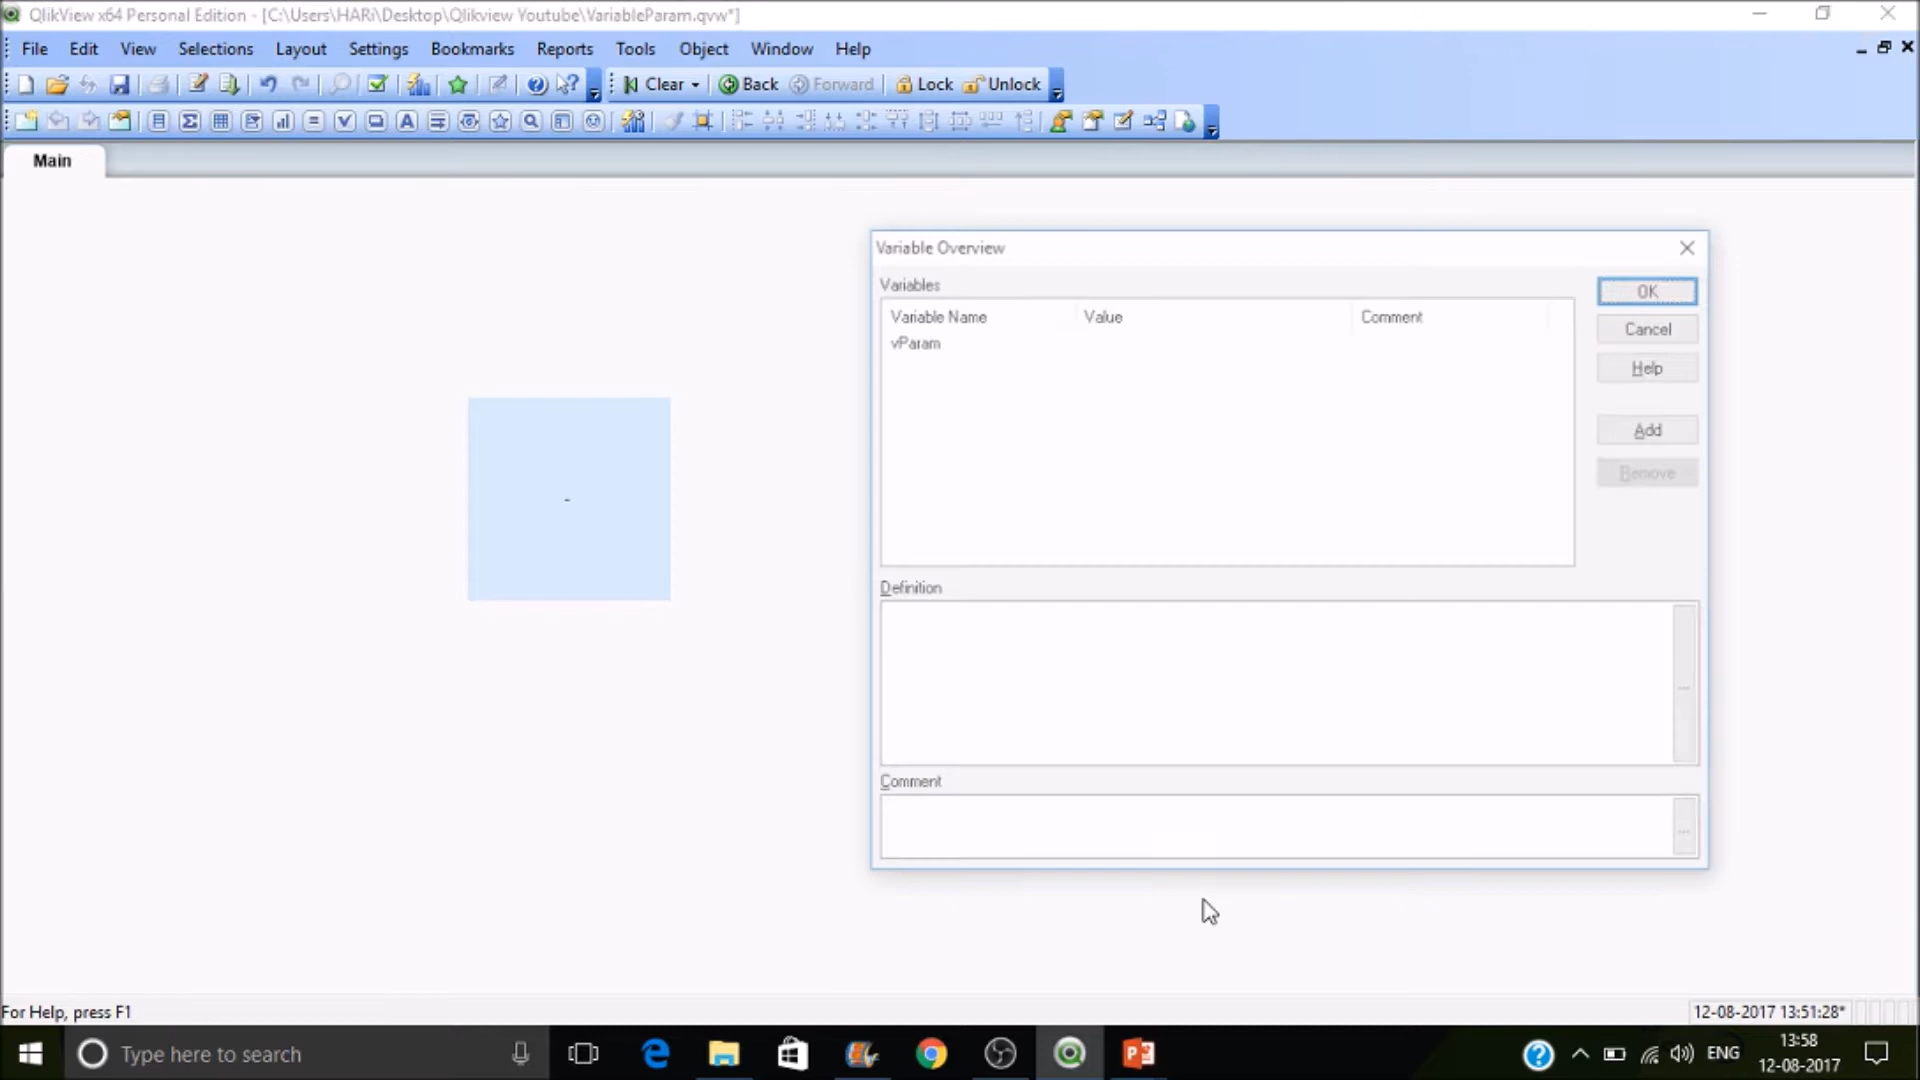 QlikView x64 Personal Edition - [C:\Users\HARi\Desktop\Qlikview Youtube\VariableParam.qvw*]
File Edit View Selections Layout Settings Bookmarks Reports Tools Object Window Help
Clear Back Forward Lock Unlock
Main
Variable Overview
Variables
Variable Name Value Comment
vParam
OK
Cancel
Help
Add
Remove
-
Definition
...
Comment
...
For Help, press F1
12-08-2017 13:51:28*
Type here to search
ENG
13:58
12-08-2017